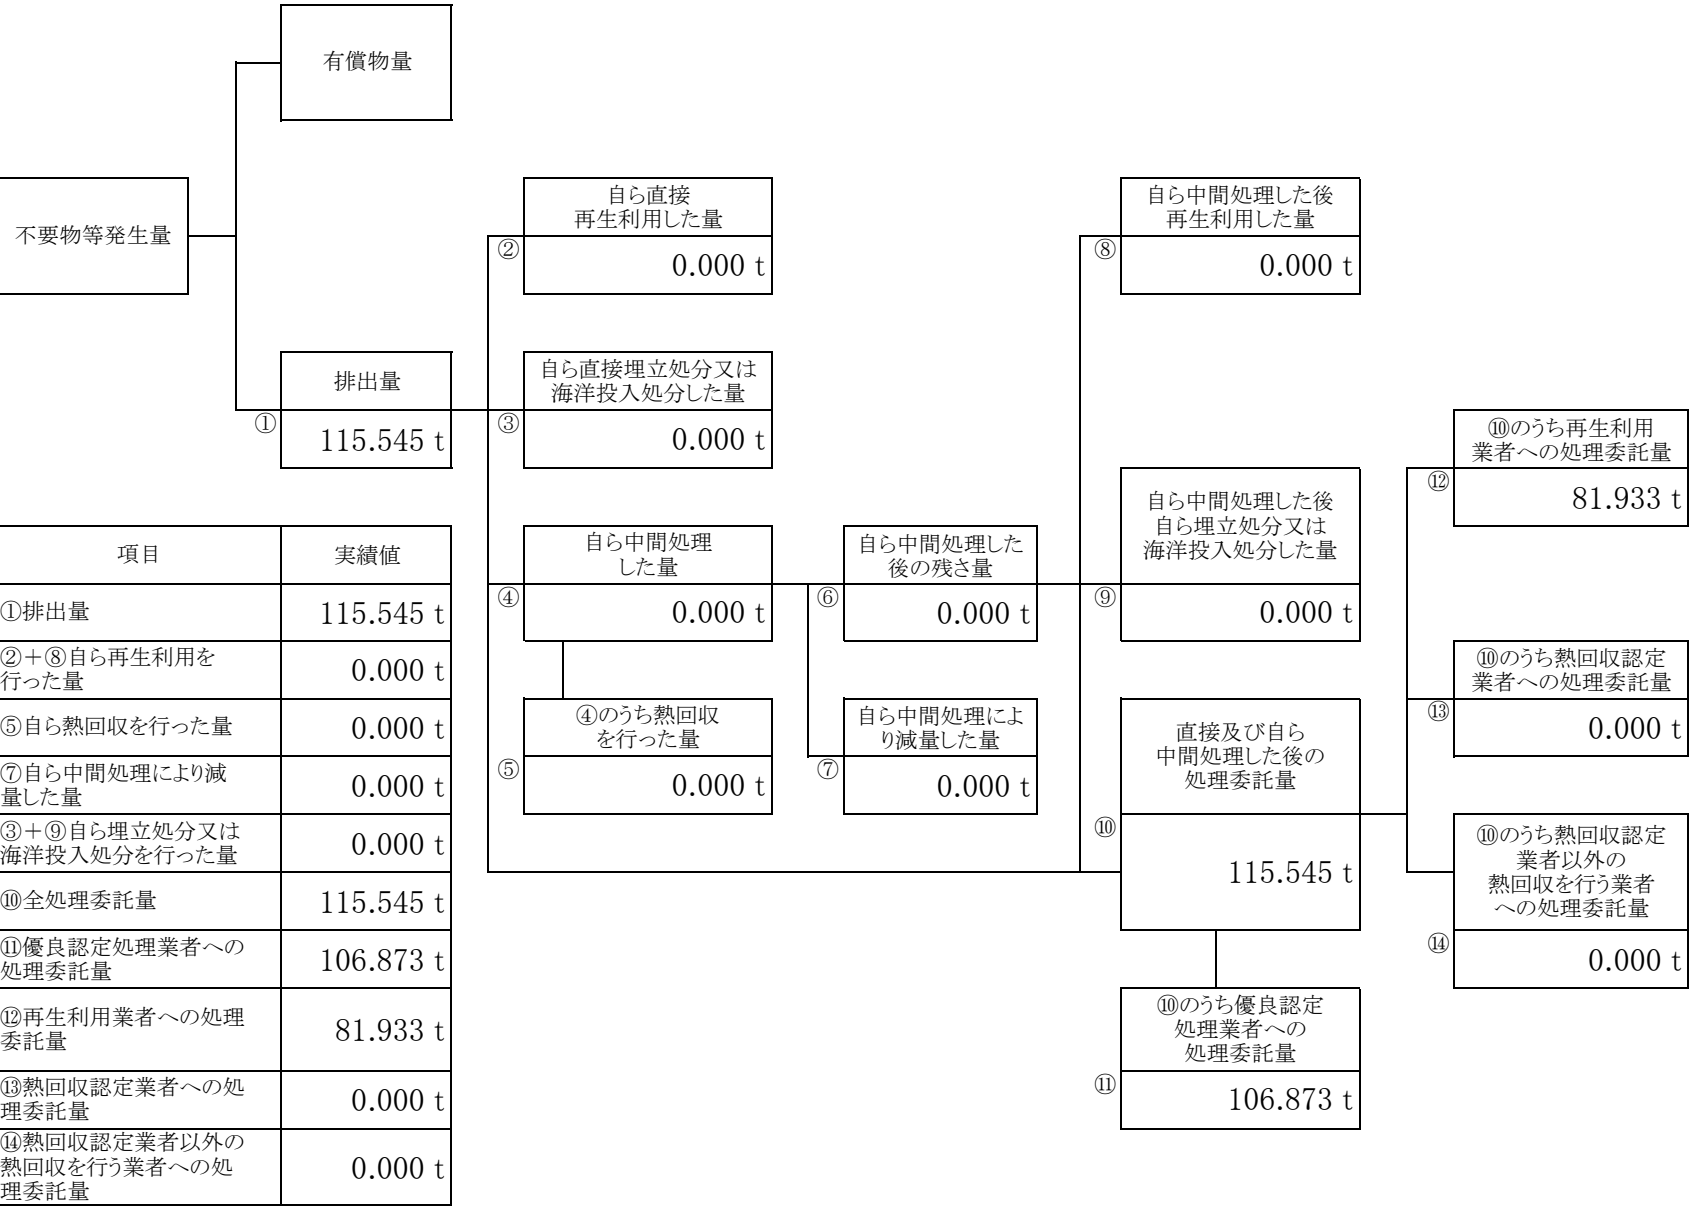 有償物量
不要物等発生量
自ら直接
再生利用した量
②
0.000 t
自ら中間処理した後
再生利用した量
⑧
0.000 t
排出量
①
115.545 t
自ら直接埋立処分又は
海洋投入処分した量
③
0.000 t
⑩のうち再生利用
業者への処理委託量
⑫
81.933 t
自ら中間処理した後
自ら埋立処分又は
海洋投入処分した量
⑨
0.000 t
自ら中間処理
した量
④
0.000 t
自ら中間処理した
後の残さ量
⑥
0.000 t
⑩のうち熱回収認定
業者への処理委託量
⑬
0.000 t
④のうち熱回収
を行った量
⑤
0.000 t
自ら中間処理によ
り減量した量
⑦
0.000 t
直接及び自ら
中間処理した後の
処理委託量
⑩
115.545 t
⑩のうち熱回収認定
業者以外の
熱回収を行う業者
への処理委託量
⑭
0.000 t
⑩のうち優良認定
処理業者への
処理委託量
⑪
106.873 t
項目
実績値
①排出量
115.545 t
②＋⑧自ら再生利用を
行った量
0.000 t
⑤自ら熱回収を行った量
0.000 t
⑦自ら中間処理により減
量した量
0.000 t
③＋⑨自ら埋立処分又は
海洋投入処分を行った量
0.000 t
⑩全処理委託量
115.545 t
⑪優良認定処理業者への
処理委託量
106.873 t
⑫再生利用業者への処理
委託量
81.933 t
⑬熱回収認定業者への処
理委託量
0.000 t
⑭熱回収認定業者以外の
熱回収を行う業者への処
理委託量
0.000 t